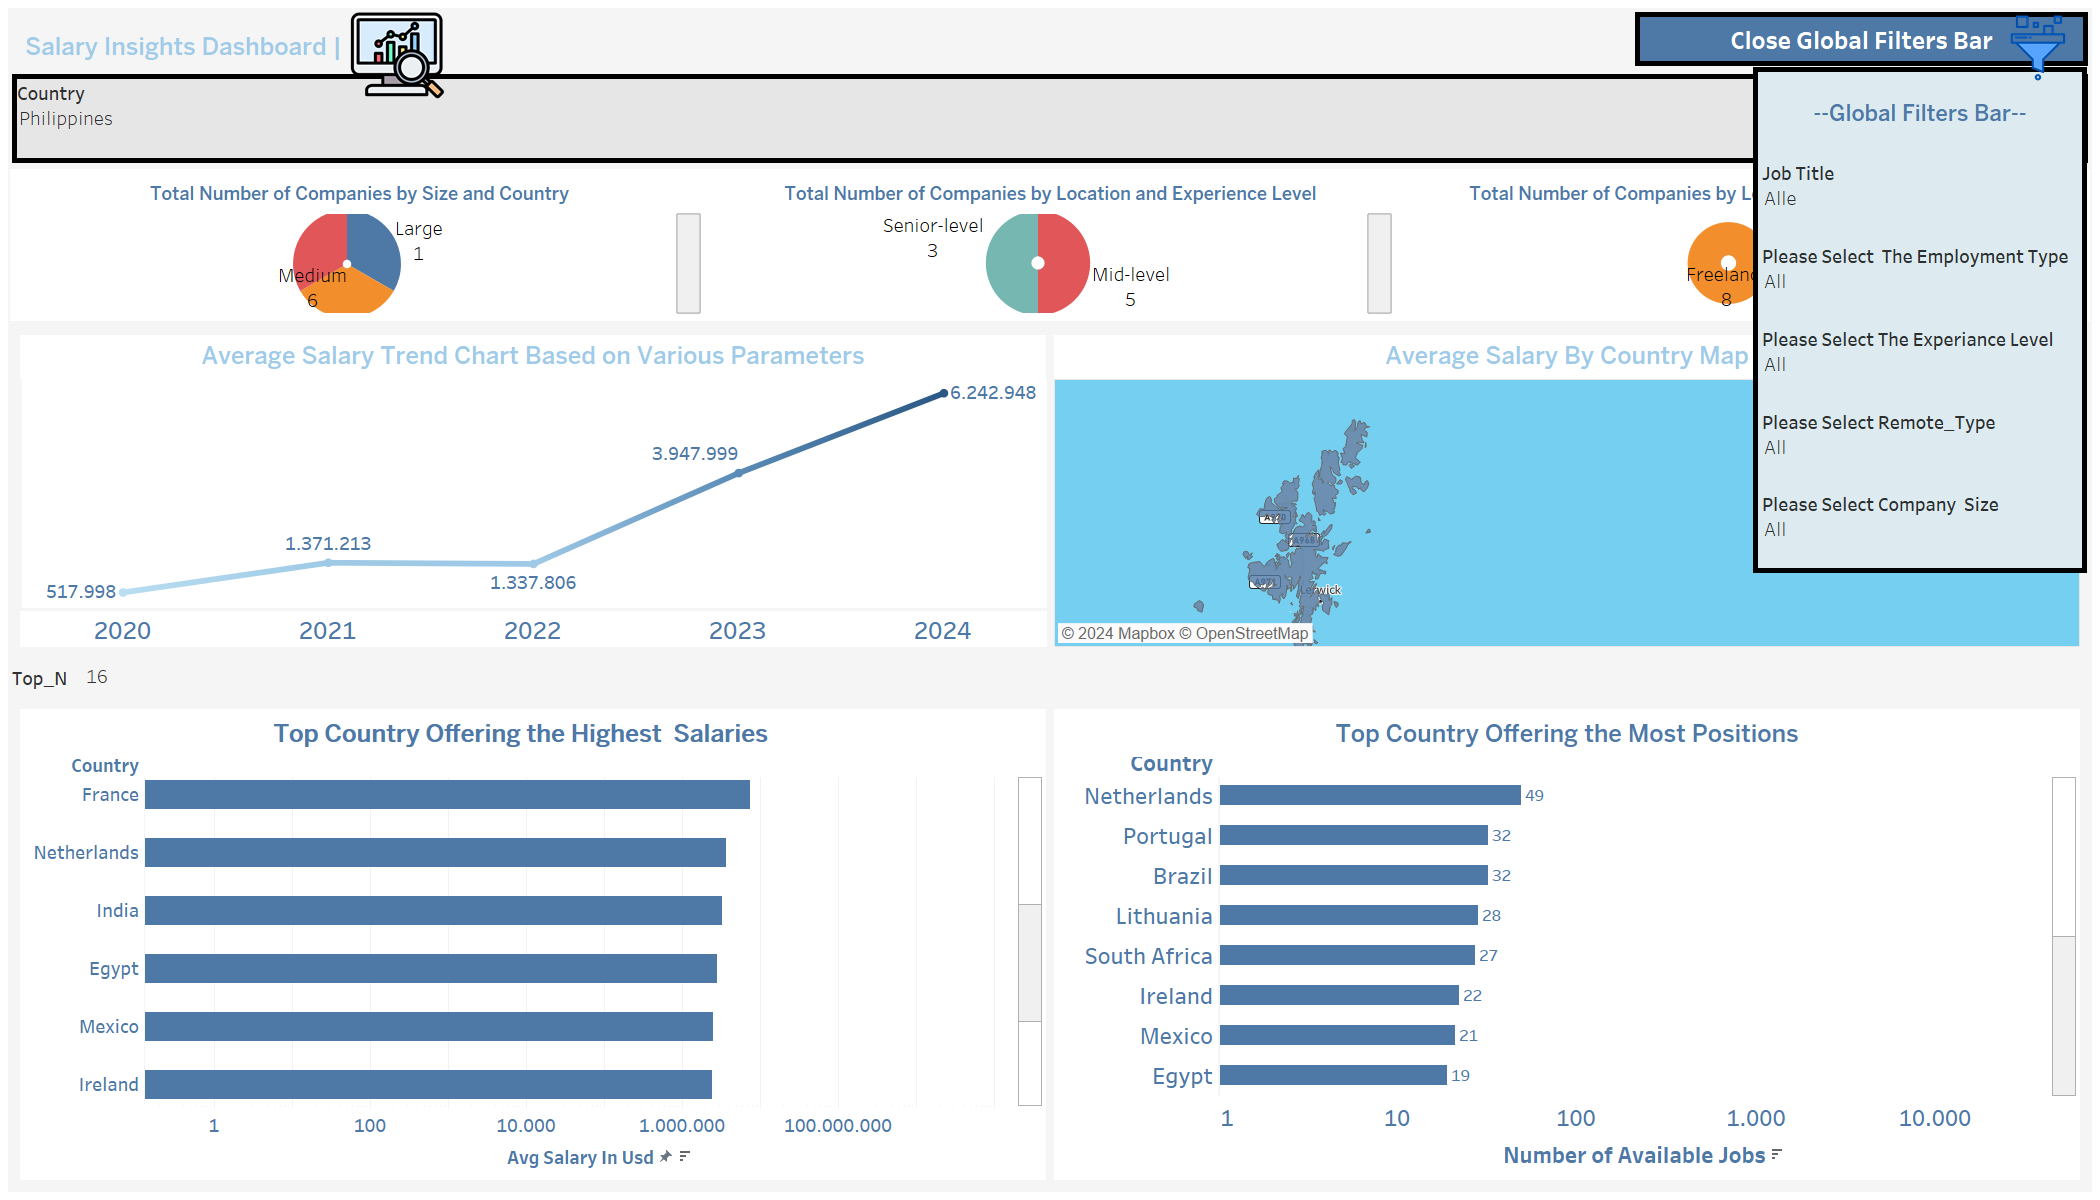 Salary Insights Dashboard |
Close Global Filters Bar
Country
Philippines
--Global Filters Bar--
Job Title
Alle
Please Select  The Employment Type
All
Please Select The Experiance Level
All
Please Select Remote_Type
All
Please Select Company  Size
All
Total Number of Companies by Size and Country
Large
1
Medium
6
Total Number of Companies by Location and Experience Level
Senior-level
3
Mid-level
5
Total Number of Companies by
8
Average Salary Trend Chart Based on Various Parameters
6.242.948
3.947.999
1.371.213
1.337.806
517.998
2020
2021
2022
2023
2024
Average Salary By Country Map
A970
A968
A971
Lerwick
© 2024 Mapbox © OpenStreetMap
Top_N
16
Top Country Offering the Highest  Salaries
Country
France
Netherlands
India
Egypt
Mexico
Ireland
1
100
10.000
1.000.000
100.000.000
Avg Salary In Usd
Top Country Offering the Most Positions
Country
Netherlands
49
Portugal
32
Brazil
32
Lithuania
28
South Africa
27
Ireland
22
Mexico
21
Egypt
19
1
10
100
1.000
10.000
Number of Available Jobs